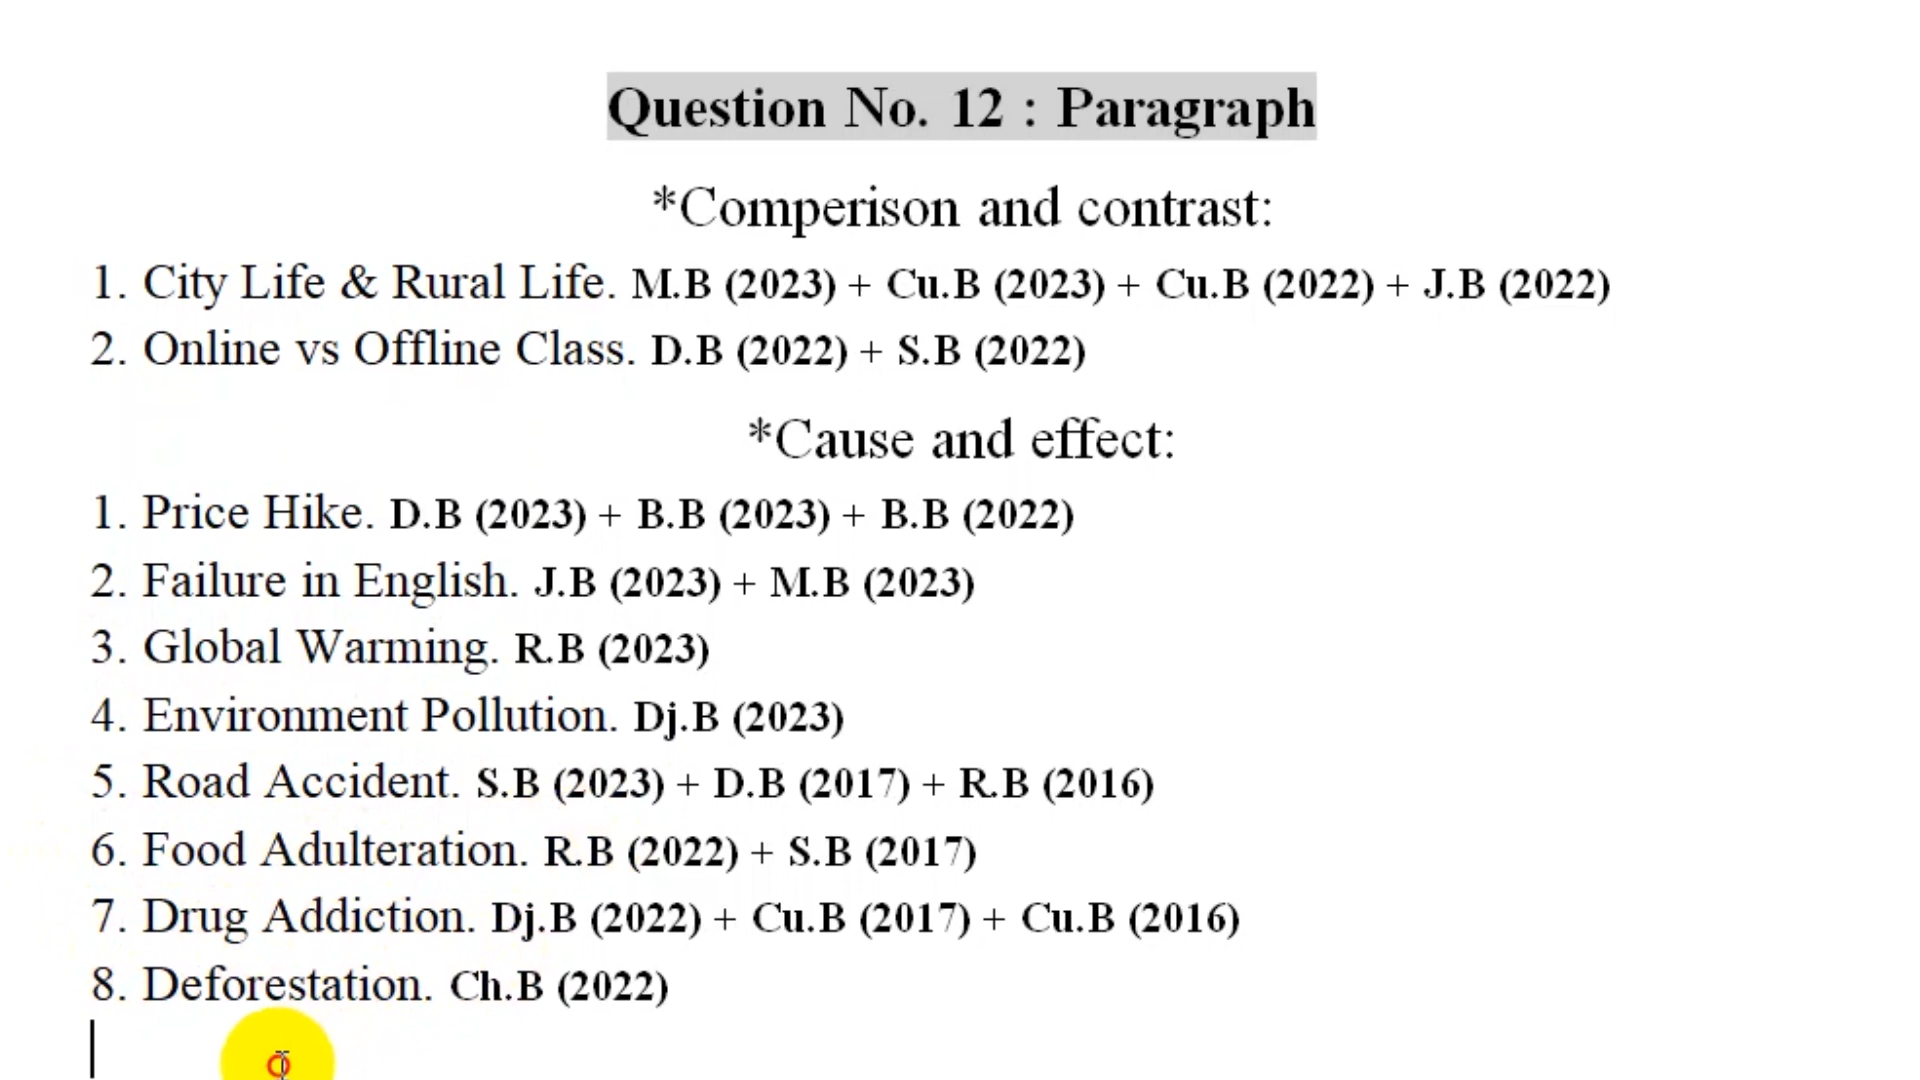 Question No. 12 : Paragraph
*Comperison and contrast:
1. City Life & Rural Life. M.B (2023) + Cu.B (2023) + Cu.B (2022) + J.B (2022)
2. Online vs Offline Class. D.B (2022) + S.B (2022)
*Cause and effect:
1. Price Hike. D.B (2023) + B.B (2023) + B.B (2022)
2. Failure in English. J.B (2023) + M.B (2023)
3. Global Warming. R.B (2023)
4. Environment Pollution. Dj.B (2023)
5. Road Accident. S.B (2023) + D.B (2017) + R.B (2016)
6. Food Adulteration. R.B (2022) + S.B (2017)
7. Drug Addiction. Dj.B (2022) + Cu.B (2017) + Cu.B (2016)
8. Deforestation. Ch.B (2022)